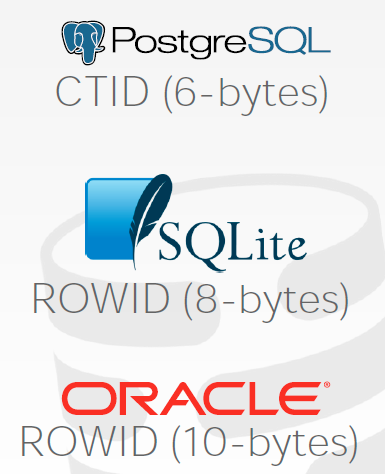 PostgreSQL
CTID (6-bytes)
SQLite
ROWID (8-bytes)
ORACLE®
ROWID (10-bytes)